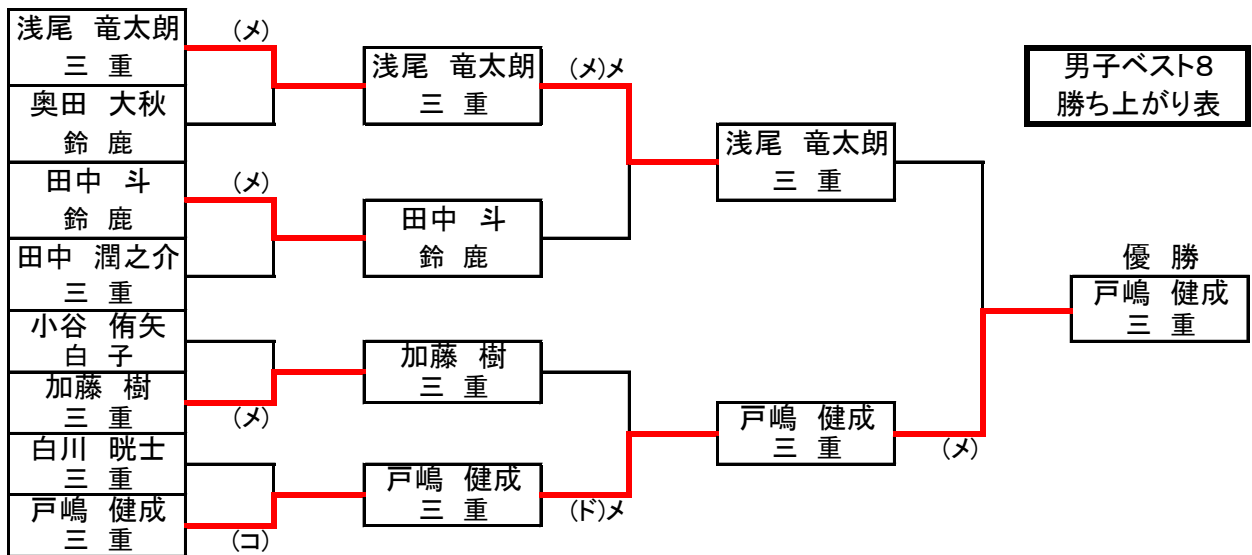 浅尾 竜太朗
三 重
奥田 大秋
鈴 鹿
田中 斗
鈴 鹿
田中 潤之介
三 重
小谷 侑矢
白 子
加藤 樹
三 重
白川 晄士
三 重
戸嶋 健成
三 重
(メ)
(メ)
(メ)
(コ)
浅尾 竜太朗
三 重
田中 斗
鈴 鹿
加藤 樹
三 重
戸嶋 健成
三 重
(メ)メ
(ド)メ
浅尾 竜太朗
三 重
戸嶋 健成
三 重
(メ)
男子ベスト8
勝ち上がり表
優 勝
戸嶋 健成
三 重